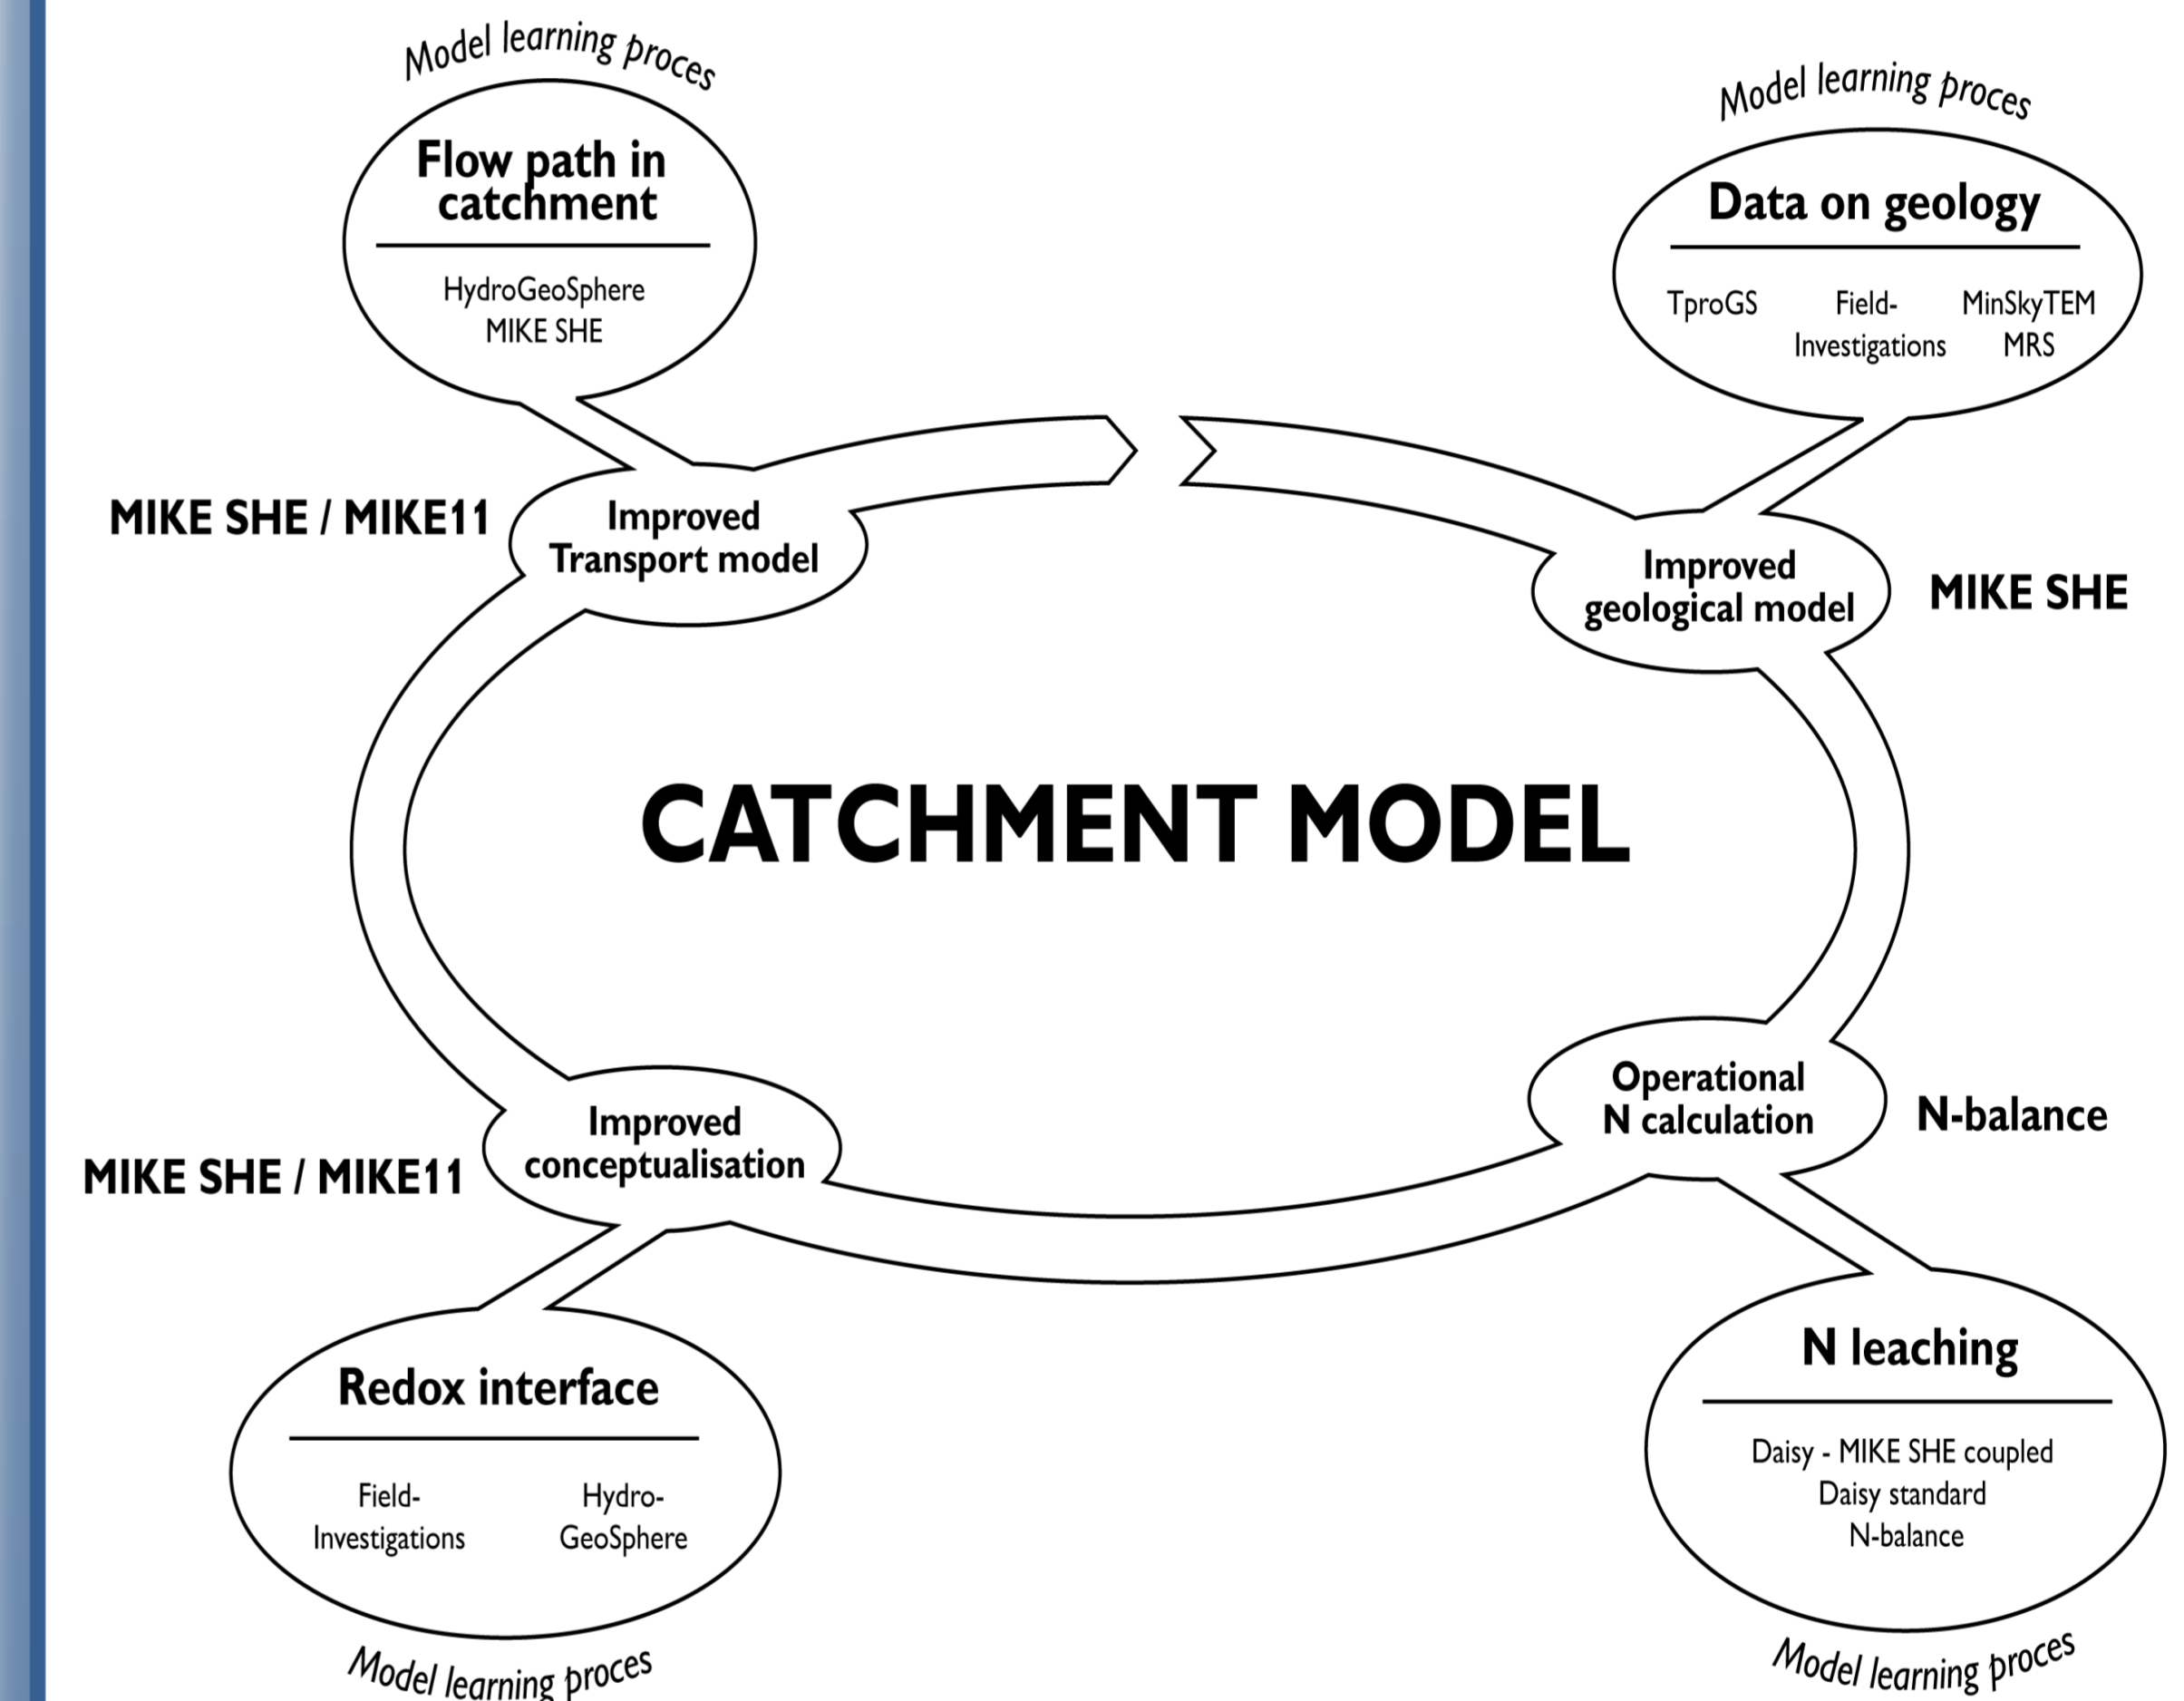 Model learning proces
Flow path in
catchment
HydroGeoSphere
MIKE SHE
Model learning proces
Data on geology
TproGS
Field-
Investigations
MinSkyTEM
MRS
MIKE SHE / MIKE11
Improved
Transport model
Improved
geological model
MIKE SHE
CATCHMENT MODEL
MIKE SHE / MIKE11
Improved
conceptualisation
Operational
N calculation
N-balance
Redox interface
Field-
Investigations
Hydro-
GeoSphere
Model learning proces
N leaching
Daisy - MIKE SHE coupled
Daisy standard
N-balance
Model learning proces